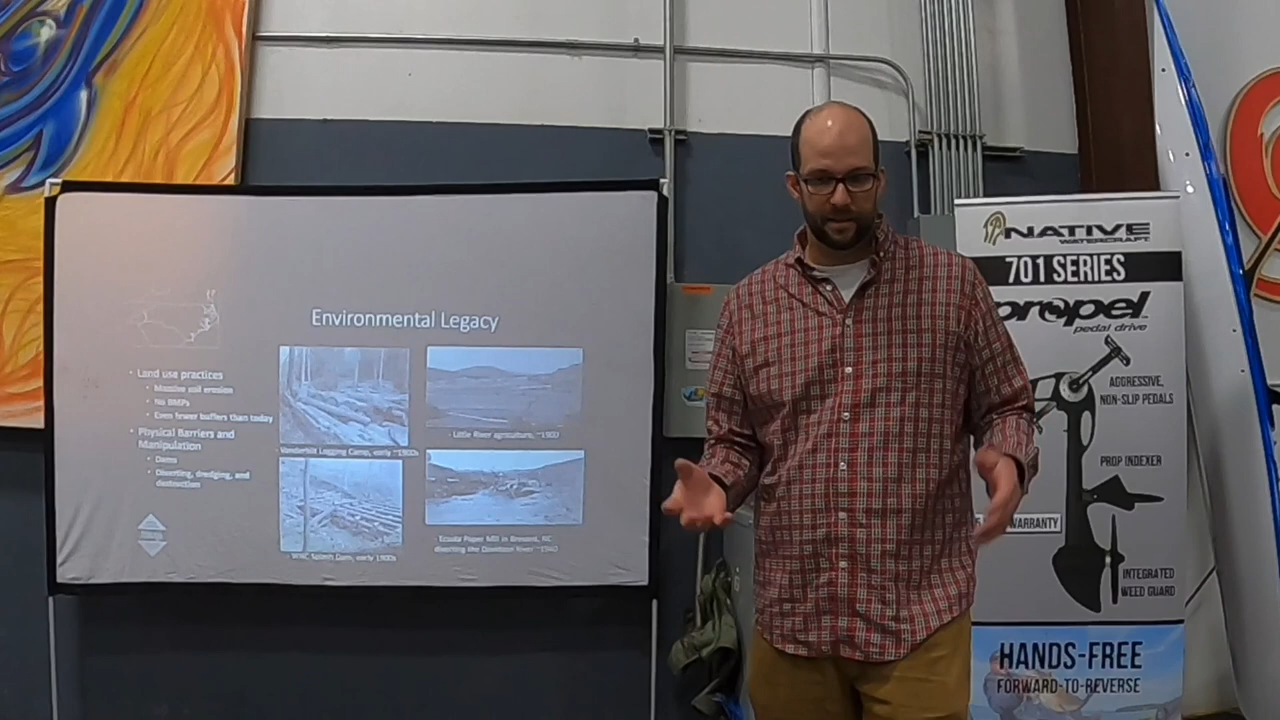 Environmental Legacy
• Land use practices
• Massive soil erosion
• No BMPs
• Even fewer buffers than today
• Physical Barriers and
Manipulation
• Dams
• Diverting, dredging, and
destruction
- Vanderbilt Logging Camp, early ~1900s
- Little River agriculture, ~1900
- WNC Splash Dam, early 1900s
Ecusta Paper Mill in Brevard, NC
diverting the Davidson River ~1940
NATIVE
WATERCRAFT
701 SERIES
propel
pedal drive
AGGRESSIVE,
NON-SLIP PEDALS
PROP INDEXER
WARRANTY
INTEGRATED
WEED GUARD
HANDS-FREE
FORWARD-TO-REVERSE